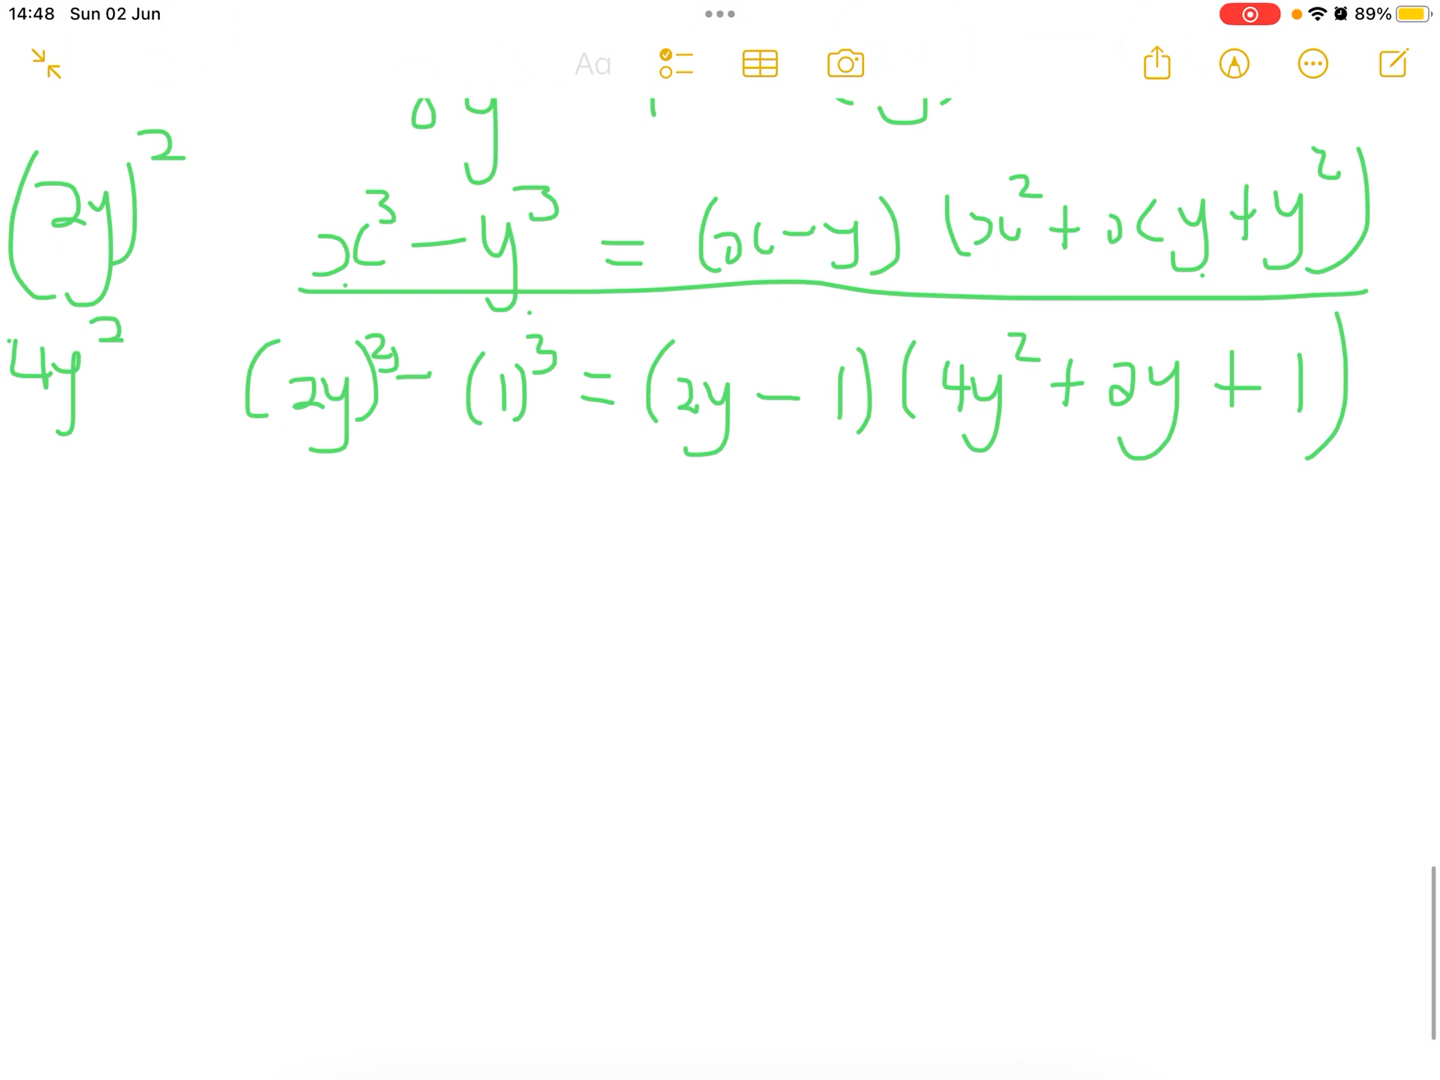 14:48 Sun 02 Jun 89%
Aa
(2y)²
x³ - y³ = (x-y) (x² + xy + y²)
4y²
(2y)³ - (1)³ = (2y - 1) (4y² + 2y + 1)